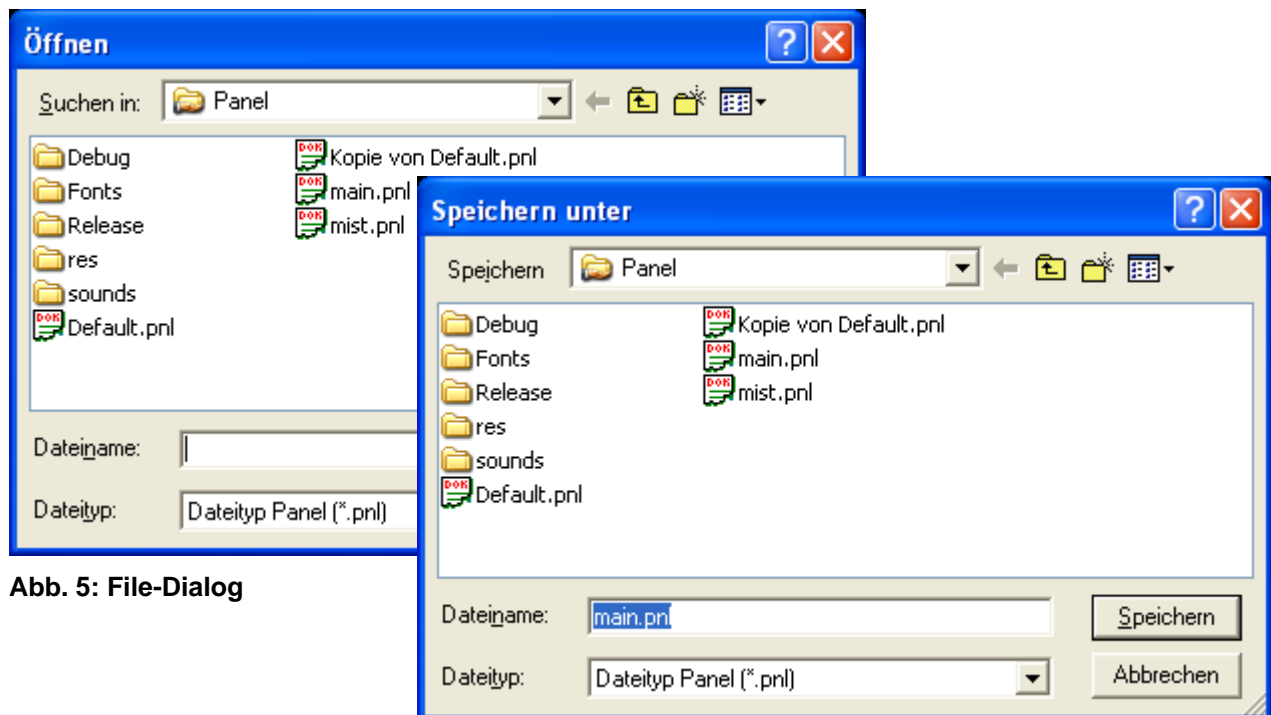 Öffnen
Suchen in: Panel
Debug
Fonts
Release
res
sounds
Default.pnl
Kopie von Default.pnl
main.pnl
mist.pnl
Dateiname:
Dateityp: Dateityp Panel (*.pnl)
Abb. 5: File-Dialog
Speichern unter
Speichern Panel
Debug
Fonts
Release
res
sounds
Default.pnl
Kopie von Default.pnl
main.pnl
mist.pnl
Dateiname: main.pnl Speichern
Dateityp: Dateityp Panel (*.pnl) Abbrechen